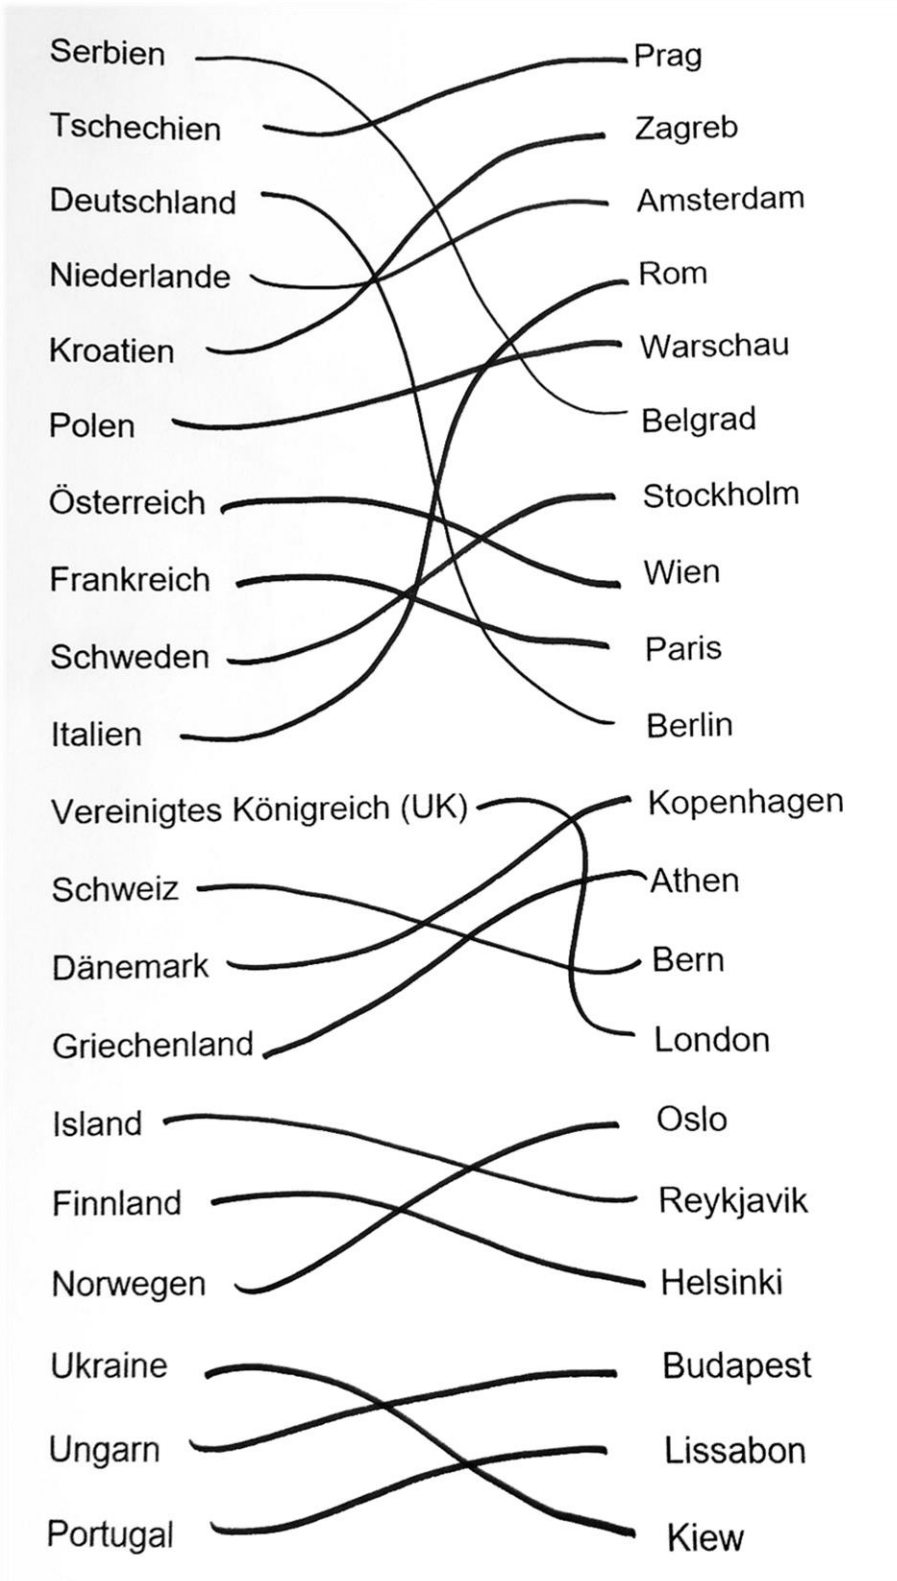 Serbien Prag
Tschechien Zagreb
Deutschland Amsterdam
Niederlande Rom
Kroatien Warschau
Polen Belgrad
Österreich Stockholm
Frankreich Wien
Schweden Paris
Italien Berlin
Vereinigtes Königreich (UK) Kopenhagen
Schweiz Athen
Dänemark Bern
Griechenland London
Island Oslo
Finnland Reykjavik
Norwegen Helsinki
Ukraine Budapest
Ungarn Lissabon
Portugal Kiew